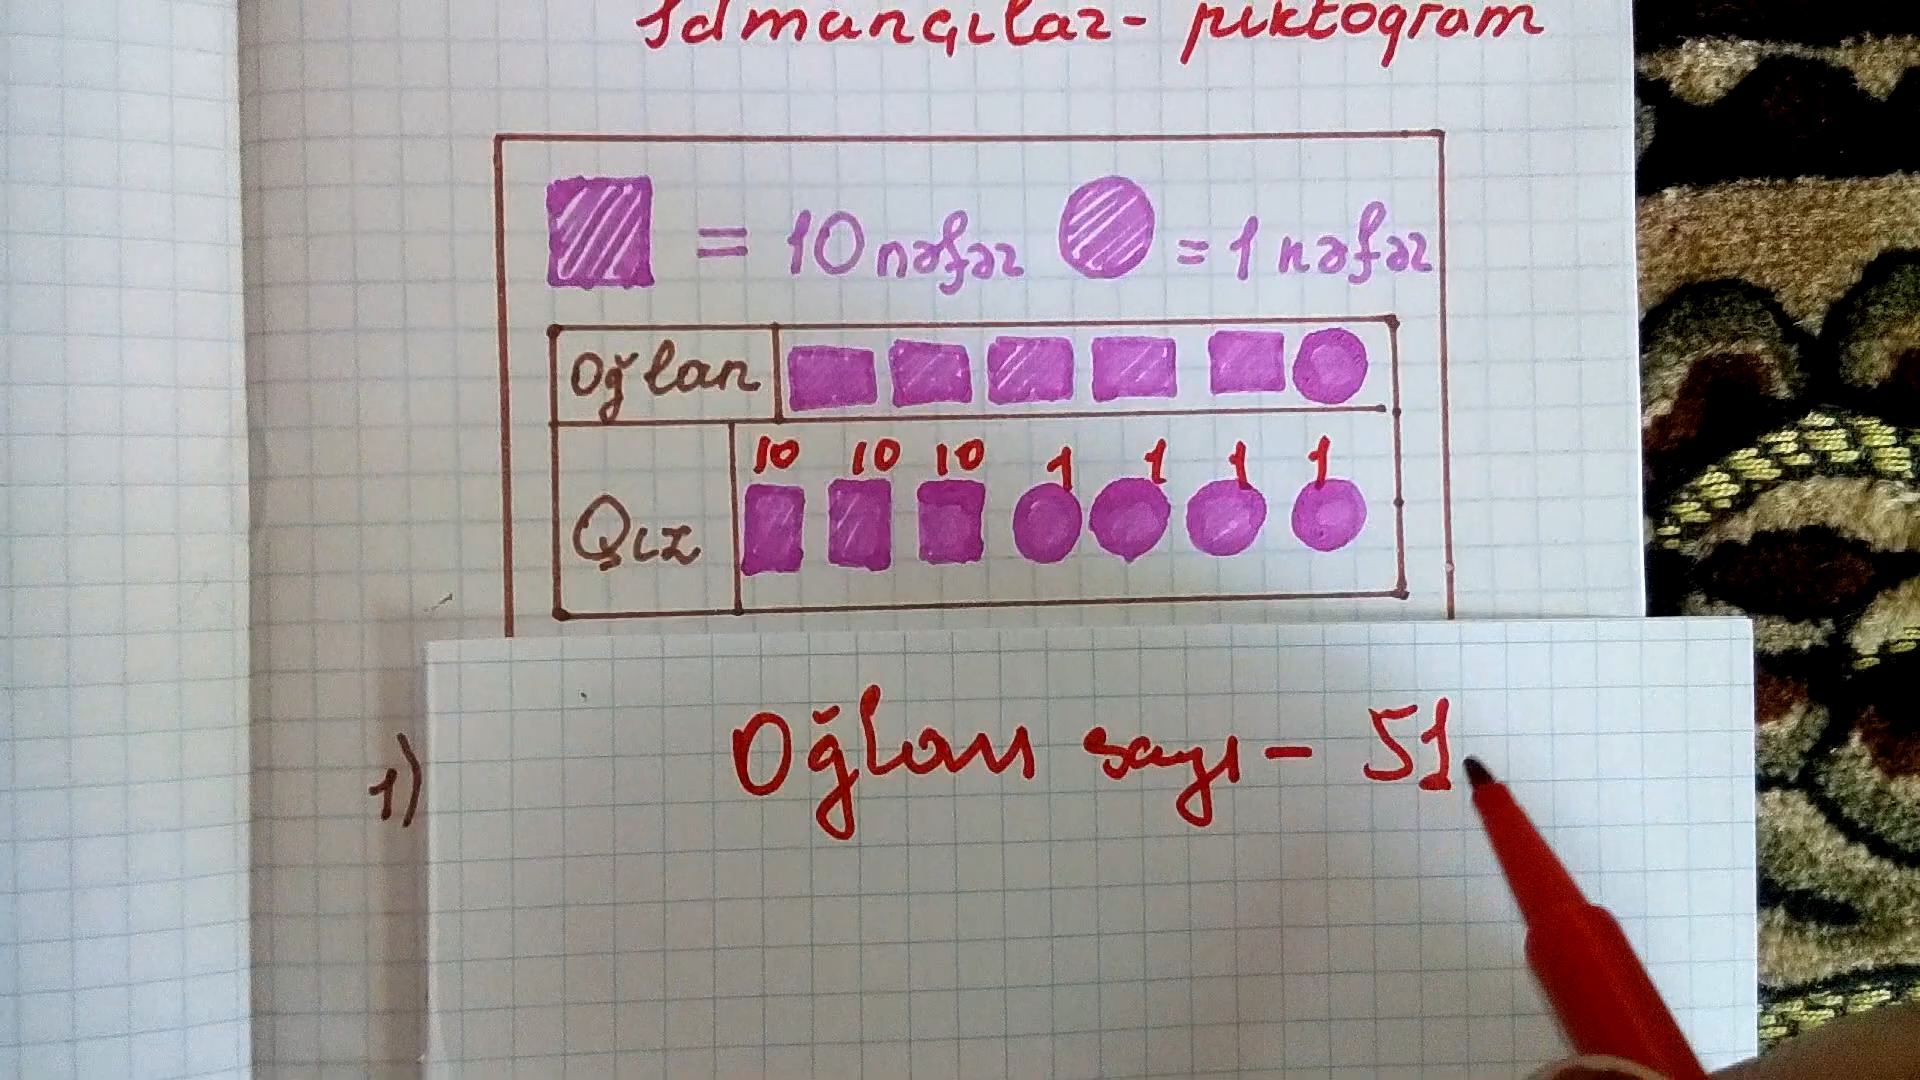 İdmançılar- piktogram
= 10 nəfər = 1 nəfər
Oğlan
10 10 10 1 1 1 1
Qız
1) Oğlan sayı - 51